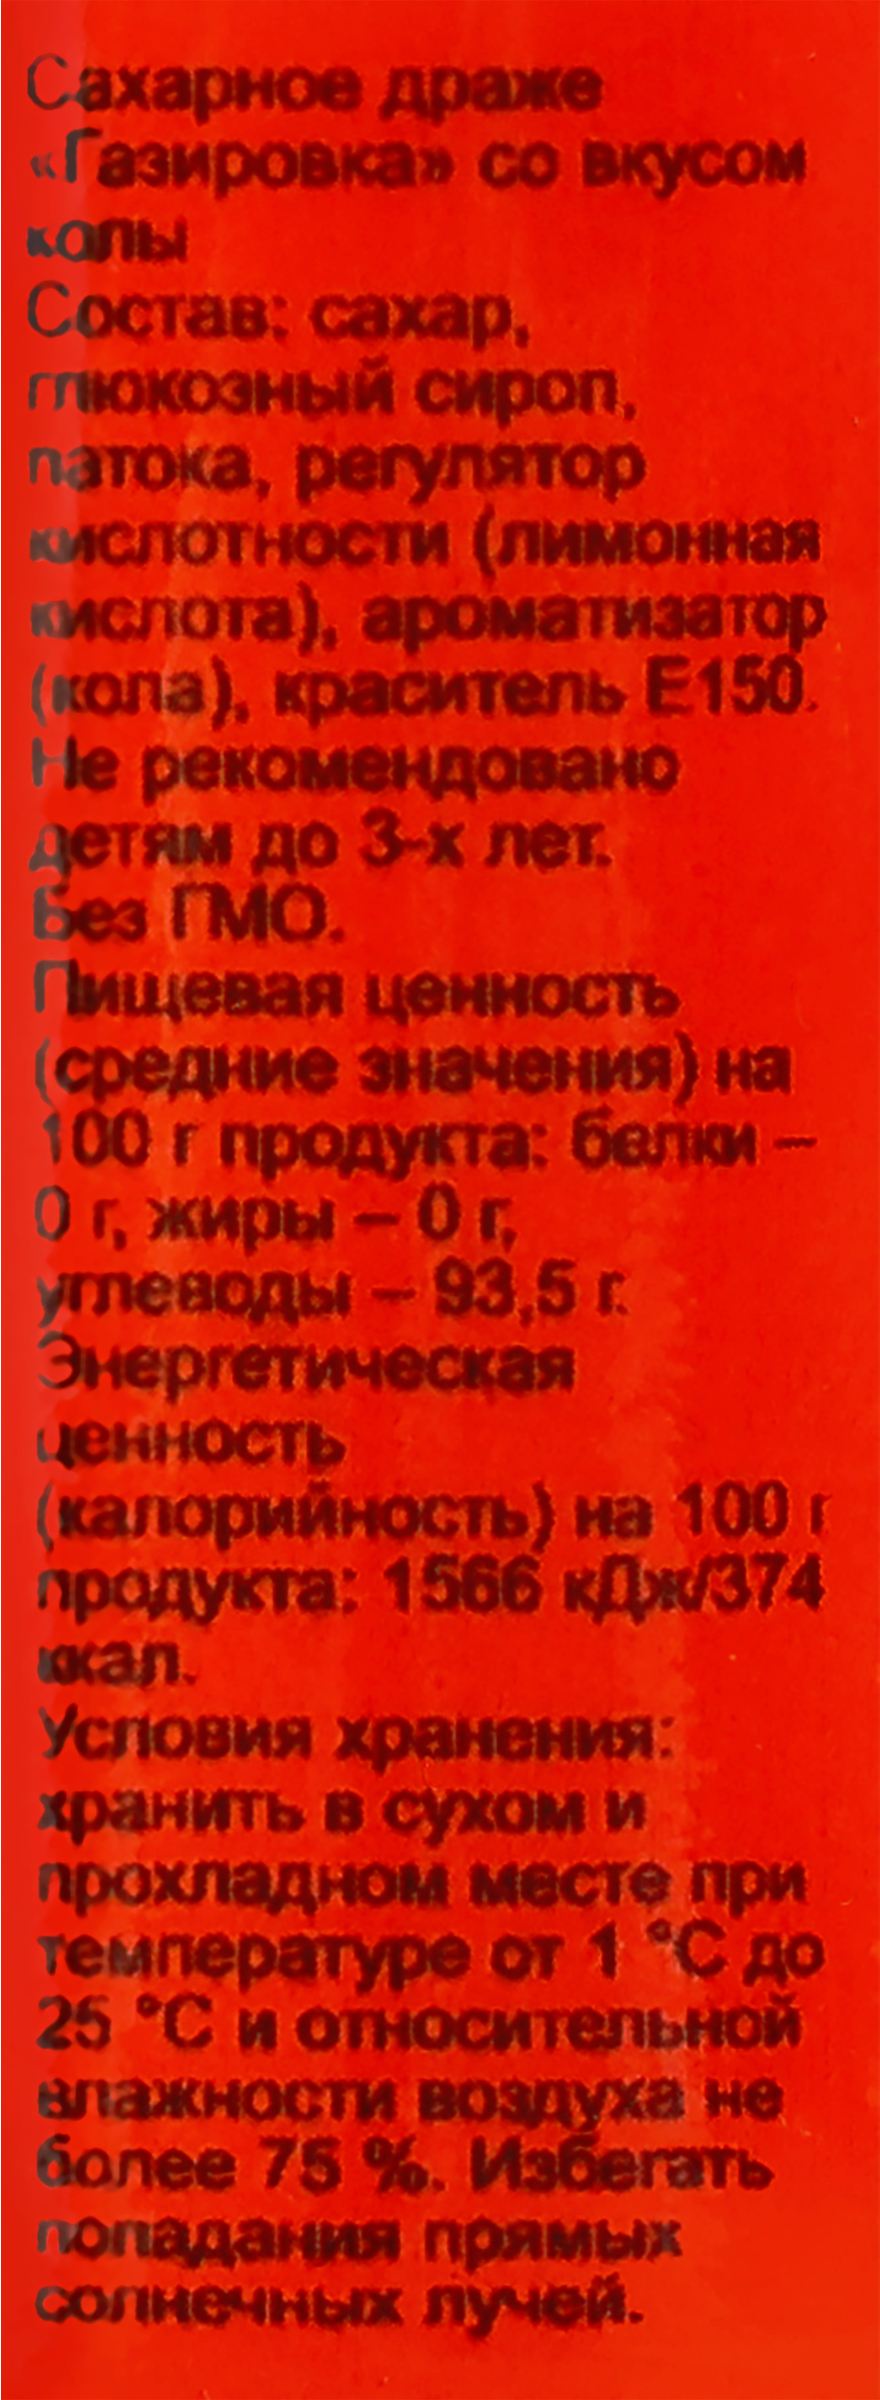 Сахарное драже
«Газировка» со вкусом
колы
Состав: сахар,
глюкозный сироп,
патока, регулятор
кислотности (лимонная
кислота), ароматизатор
(кола), краситель Е150.
Не рекомендовано
детям до 3-х лет.
Без ГМО.
Пищевая ценность
(средние значения) на
100 г продукта: белки –
0 г, жиры – 0 г,
углеводы – 93,5 г.
Энергетическая
ценность
(калорийность) на 100 г
продукта: 1566 кДж/374
ккал.
Условия хранения:
хранить в сухом и
прохладном месте при
температуре от 1 °С до
25 °С и относительной
влажности воздуха не
более 75 %. Избегать
попадания прямых
солнечных лучей.